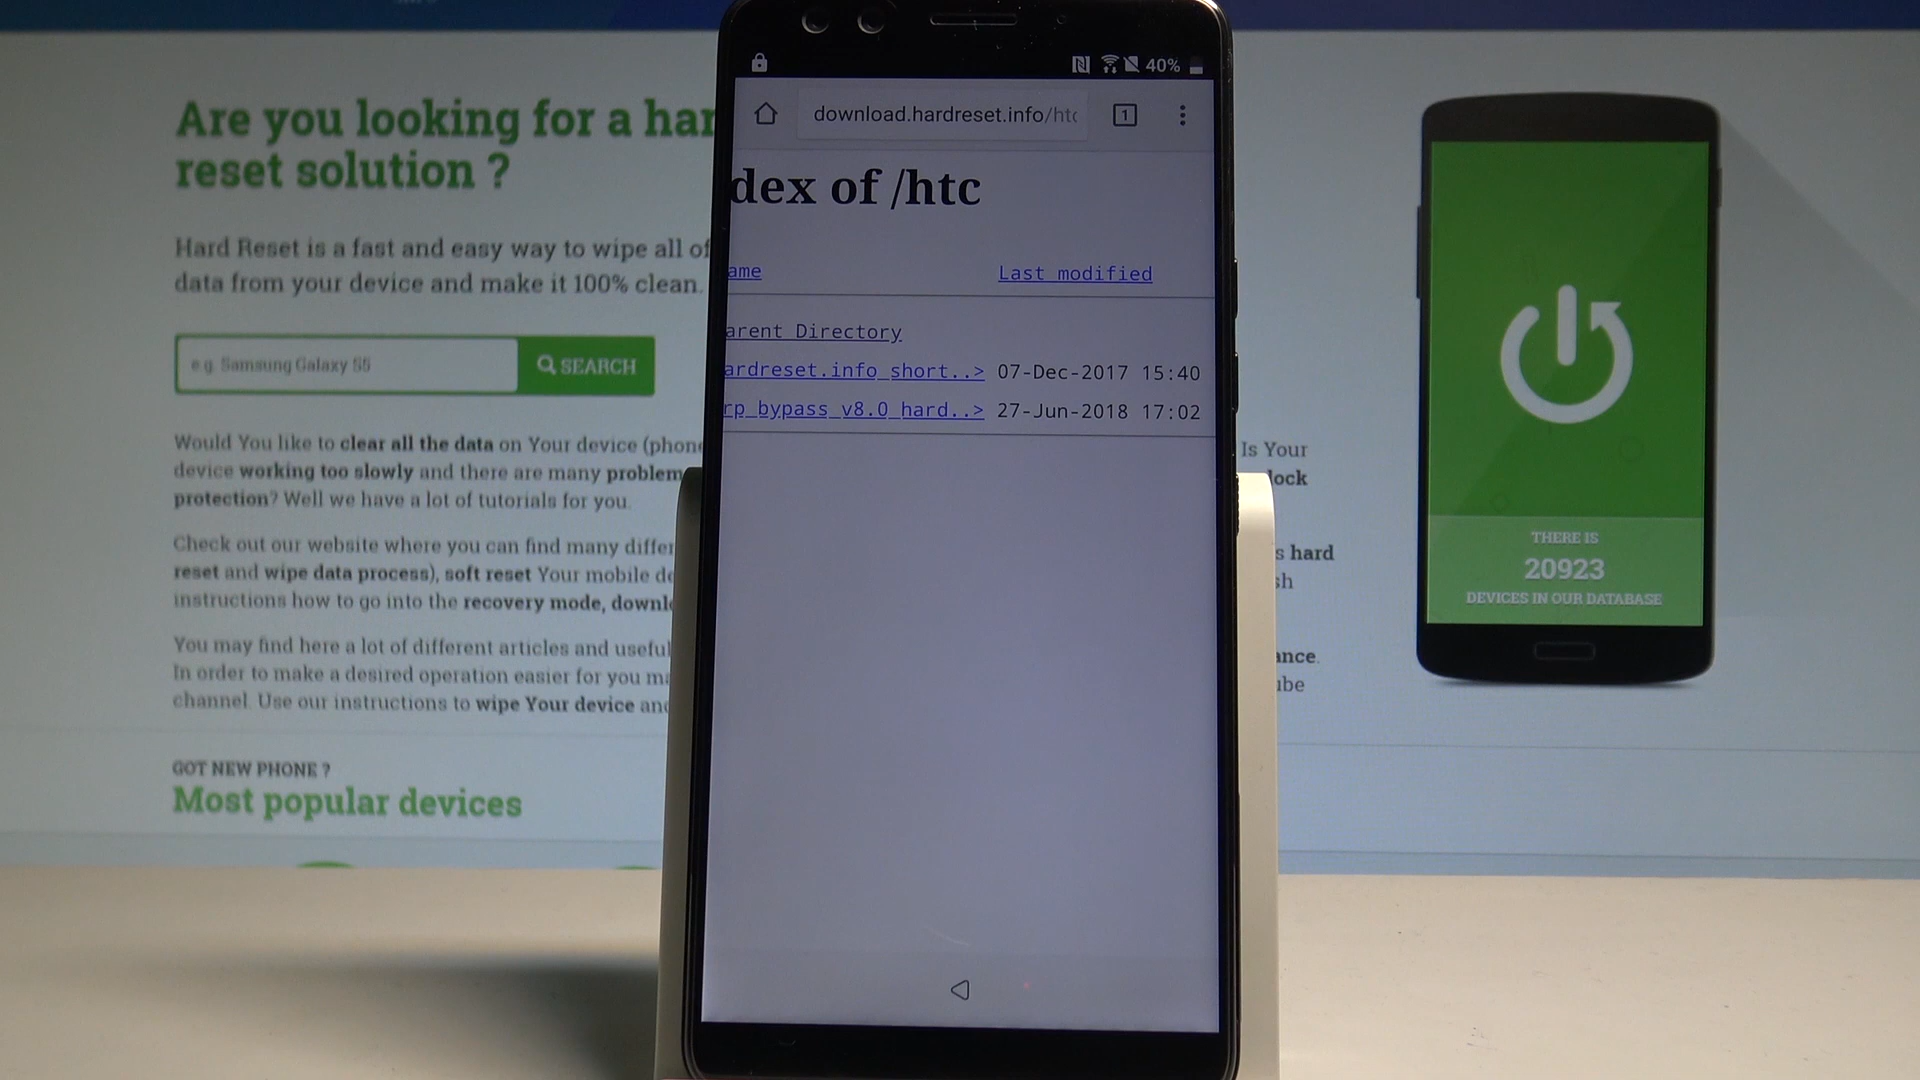 Are you looking for a har
reset solution ?
Hard Reset is a fast and easy way to wipe all of
data from your device and make it 100% clean.
e.g. Samsung Galaxy S5
SEARCH
Would You like to clear all the data on Your device (phone
device working too slowly and there are many problem
protection? Well we have a lot of tutorials for you.
Check out our website where you can find many differ
reset and wipe data process), soft reset Your mobile de
instructions how to go into the recovery mode, downl
You may find here a lot of different articles and useful
In order to make a desired operation easier for you ma
channel. Use our instructions to wipe Your device and
GOT NEW PHONE ?
Most popular devices
40%
download.hardreset.info/htc
1
dex of /htc
ame
Last modified
arent Directory
ardreset.info_short..> 07-Dec-2017 15:40
rp_bypass_v8.0_hard..> 27-Jun-2018 17:02
Is Your
lock
s hard
sh
ance.
ube
THERE IS
20923
DEVICES IN OUR DATABASE